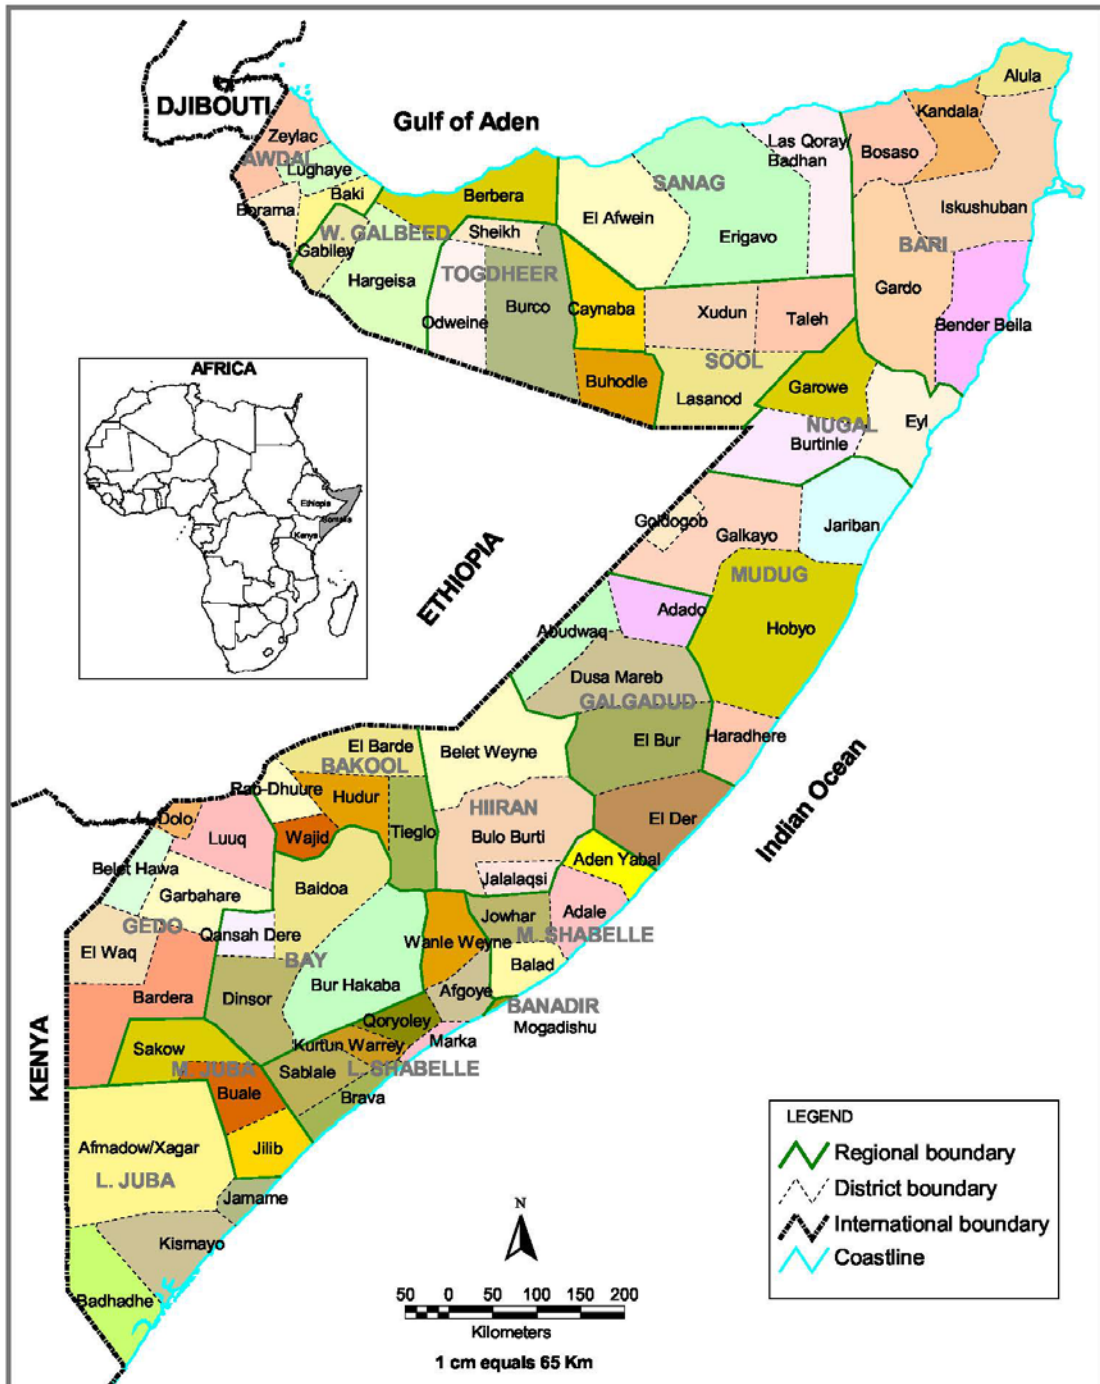 DJIBOUTI
Gulf of Aden
Alula
Kandala
Zeylac
AWDAL
Lughaye
Las Qoray/
Badhan
Bosaso
Baki
Berbera
SANAG
Borama
El Afwein
Iskushuban
Sheikh
W. GALBEED
Erigavo
BARI
Gabiley
Hargeisa
TOGDHEER
Gardo
Odweine
Burco
Caynaba
Xudun
Taleh
Bender Beila
SOOL
Buhodle
Lasanod
Garowe
NUGAL
Eyl
Burtinle
AFRICA
Ethiopia
Somalia
Kenya
Goldogob
Galkayo
Jariban
ETHIOPIA
MUDUG
Adado
Hobyo
Abudwaq
Dusa Mareb
GALGADUD
El Bur
Haradhere
El Barde
Belet Weyne
BAKOOL
Indian Ocean
Rab-Dhuure
Hudur
HIIRAN
El Der
Dolo
Luuq
Wajid
Tieglo
Bulo Burti
Aden Yabal
Belet Hawa
Jalalaqsi
Garbahare
Baidoa
Jowhar
Adale
GEDO
Qansah Dere
Wanle Weyne
M. SHABELLE
El Waq
BAY
Balad
Bur Hakaba
Afgoye
Bardera
Dinsor
BANADIR
Qoryoley
Mogadishu
KENYA
Sakow
Kurtun Warrey
Marka
M. JUBA
Sablale
L. SHABELLE
Buale
Brava
Afmadow/Xagar
Jilib
L. JUBA
Jamame
Kismayo
Badhadhe
N
50 0 50 100 150 200
Kilometers
1 cm equals 65 Km
LEGEND
Regional boundary
District boundary
International boundary
Coastline